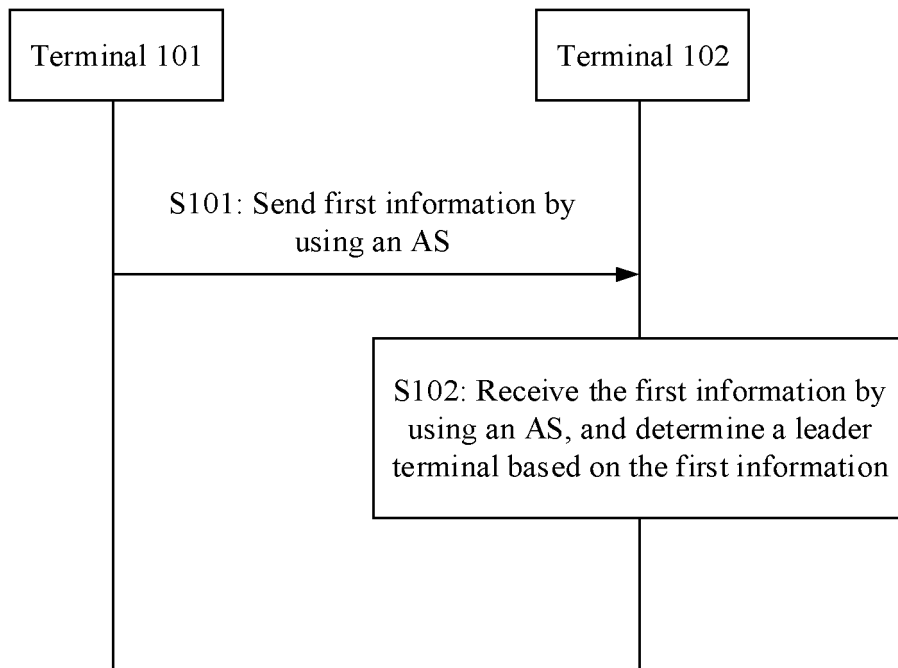 Terminal 101
Terminal 102
S101: Send first information by
using an AS
S102: Receive the first information by
using an AS, and determine a leader
terminal based on the first information